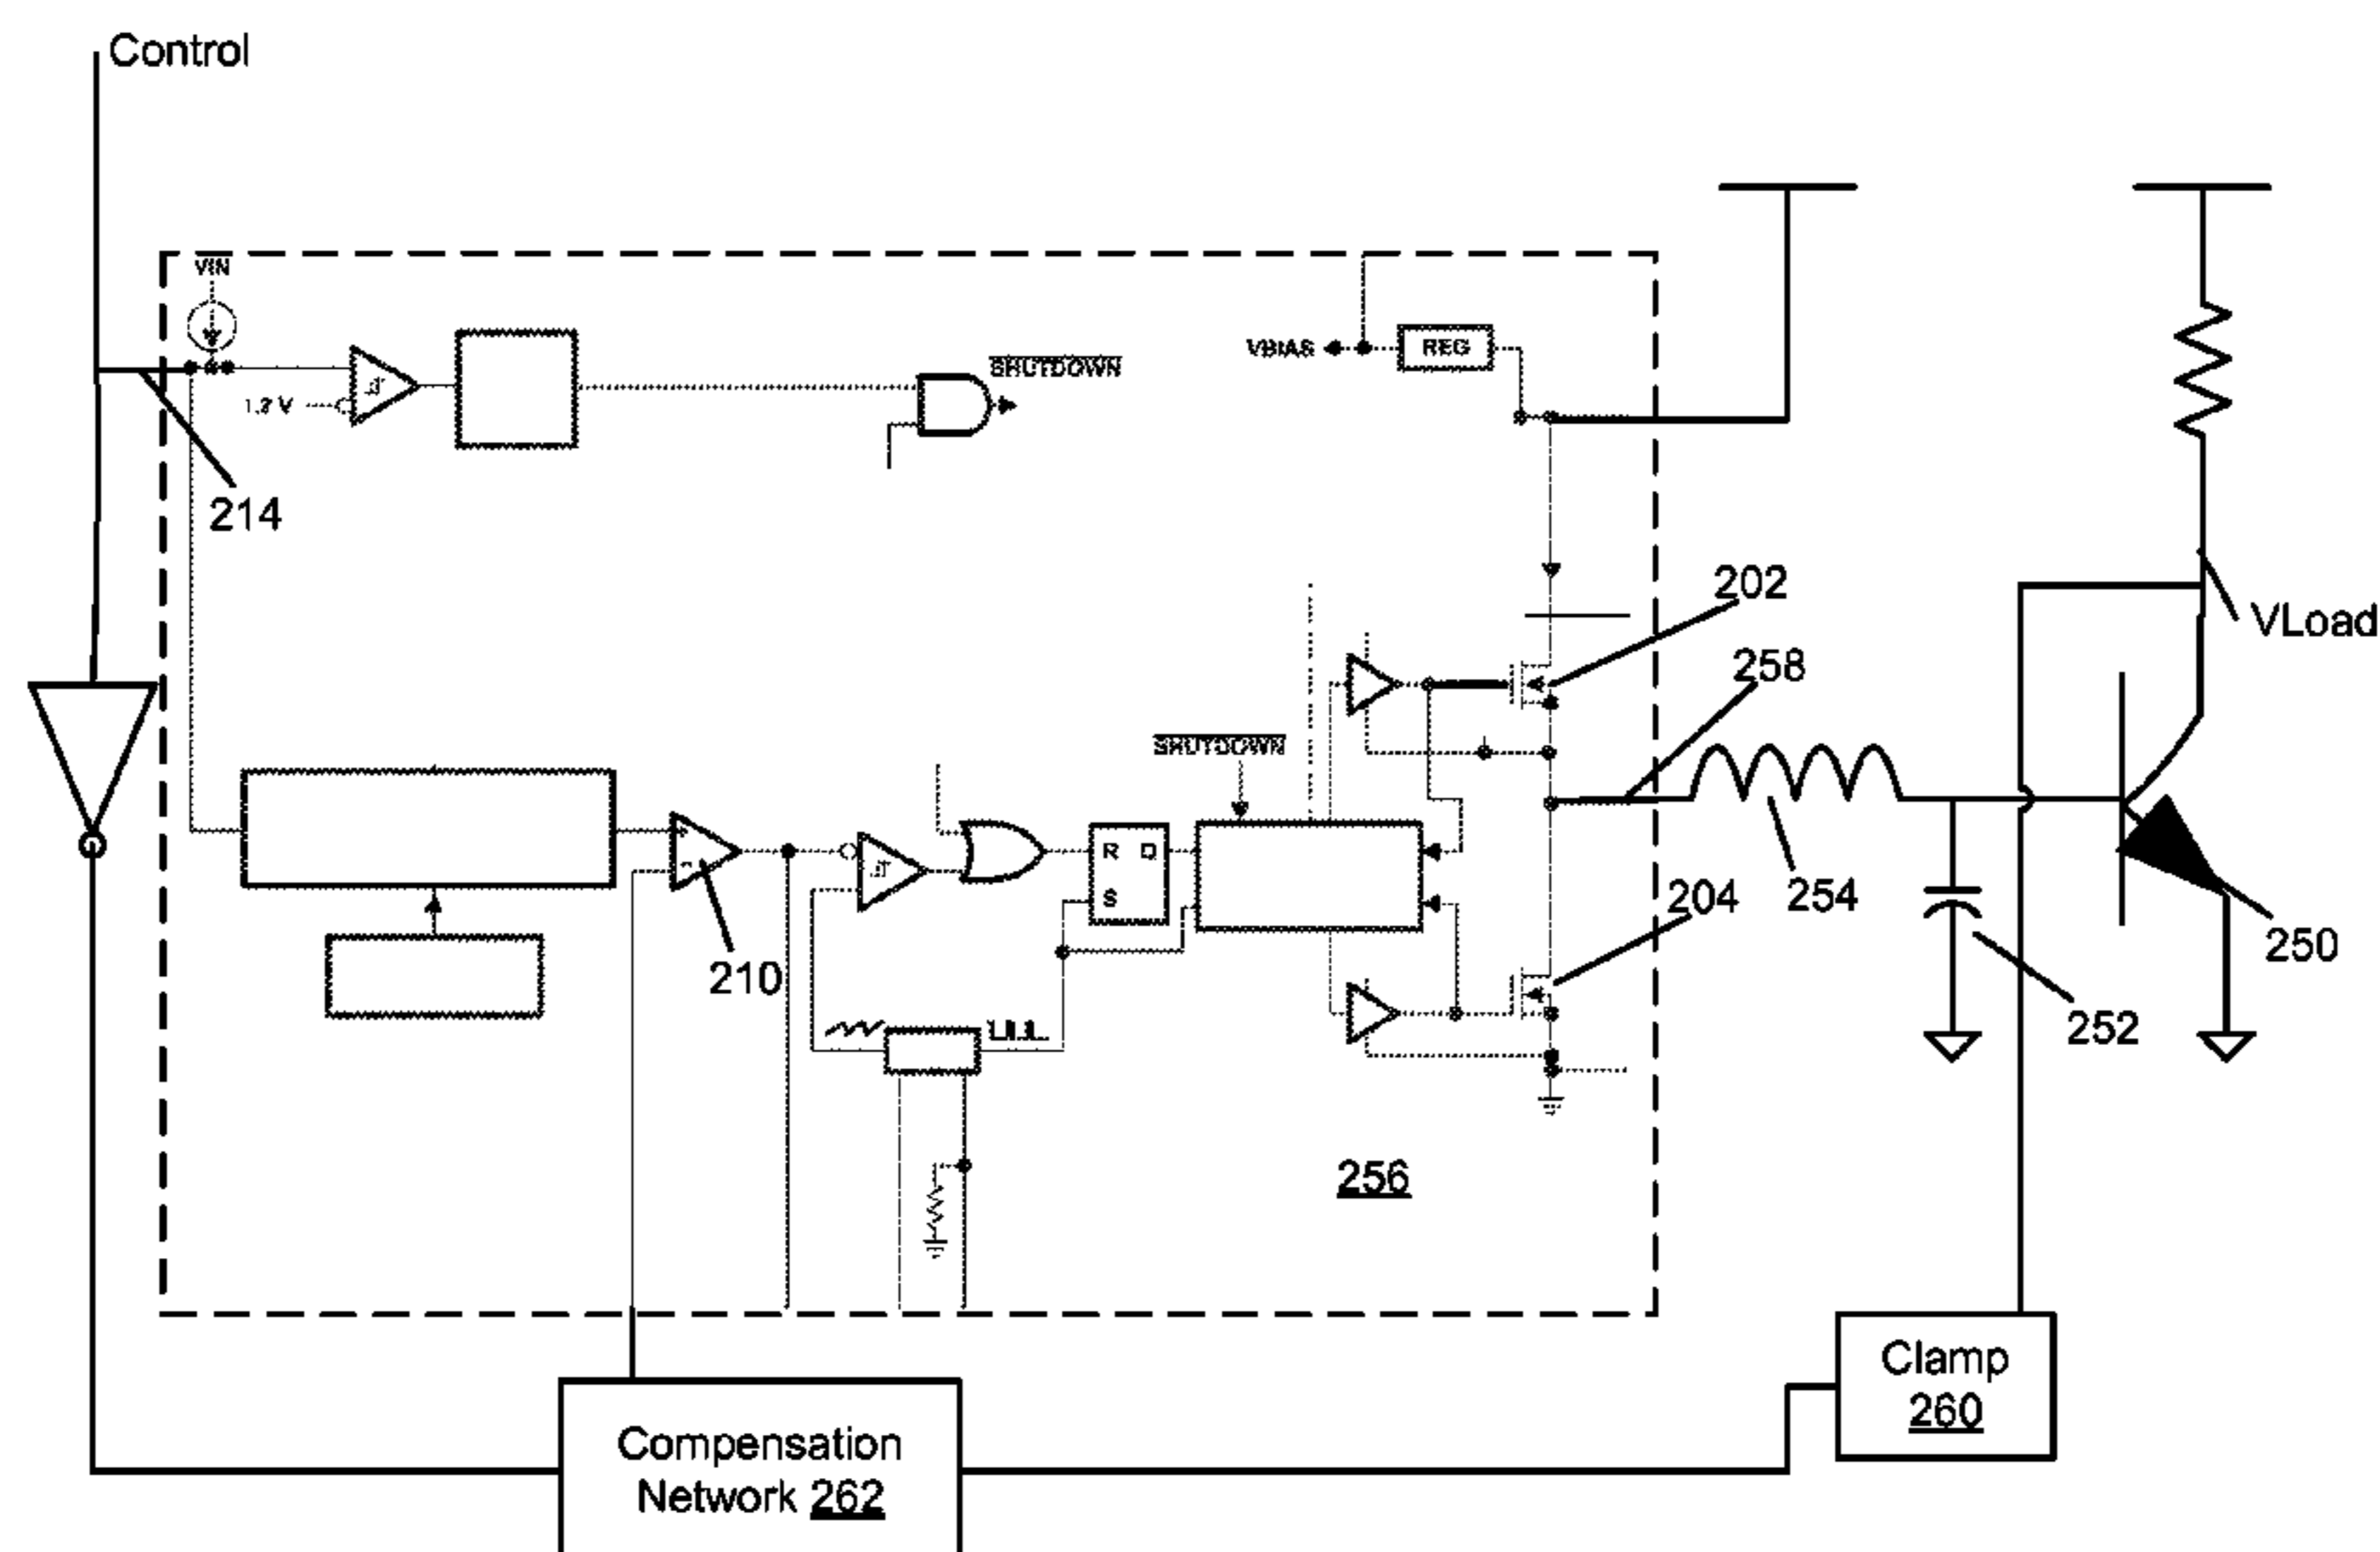 Control
VIN
SHUTDOWN
VBIAS
REG
214
202
VLoad
258
SHUTDOWN
R Q
S
254
204
210
250
252
256
Clamp
260
Compensation
Network 262